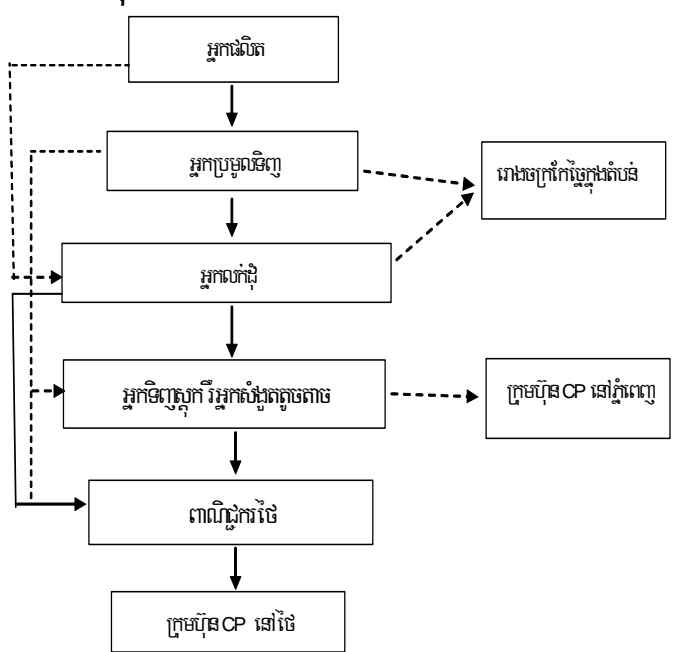 អ្នកផលិត
អ្នកប្រមូលទិញ
រោងចក្រកែច្នៃក្នុងតំបន់
អ្នកលក់ដុំ
អ្នកទិញស្តុក រឺអ្នកសំងួតតូចតាច
ក្រុមហ៊ុន CP នៅភ្នំពេញ
ពាណិជ្ជករថៃ
ក្រុមហ៊ុន CP នៅថៃ